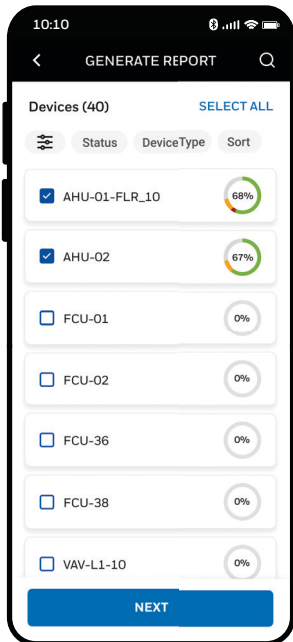 10:10
GENERATE REPORT
Devices (40) SELECT ALL
Status DeviceType Sort
AHU-01-FLR_10 68%
AHU-02 67%
FCU-01 0%
FCU-02 0%
FCU-36 0%
FCU-38 0%
VAV-L1-10 0%
NEXT